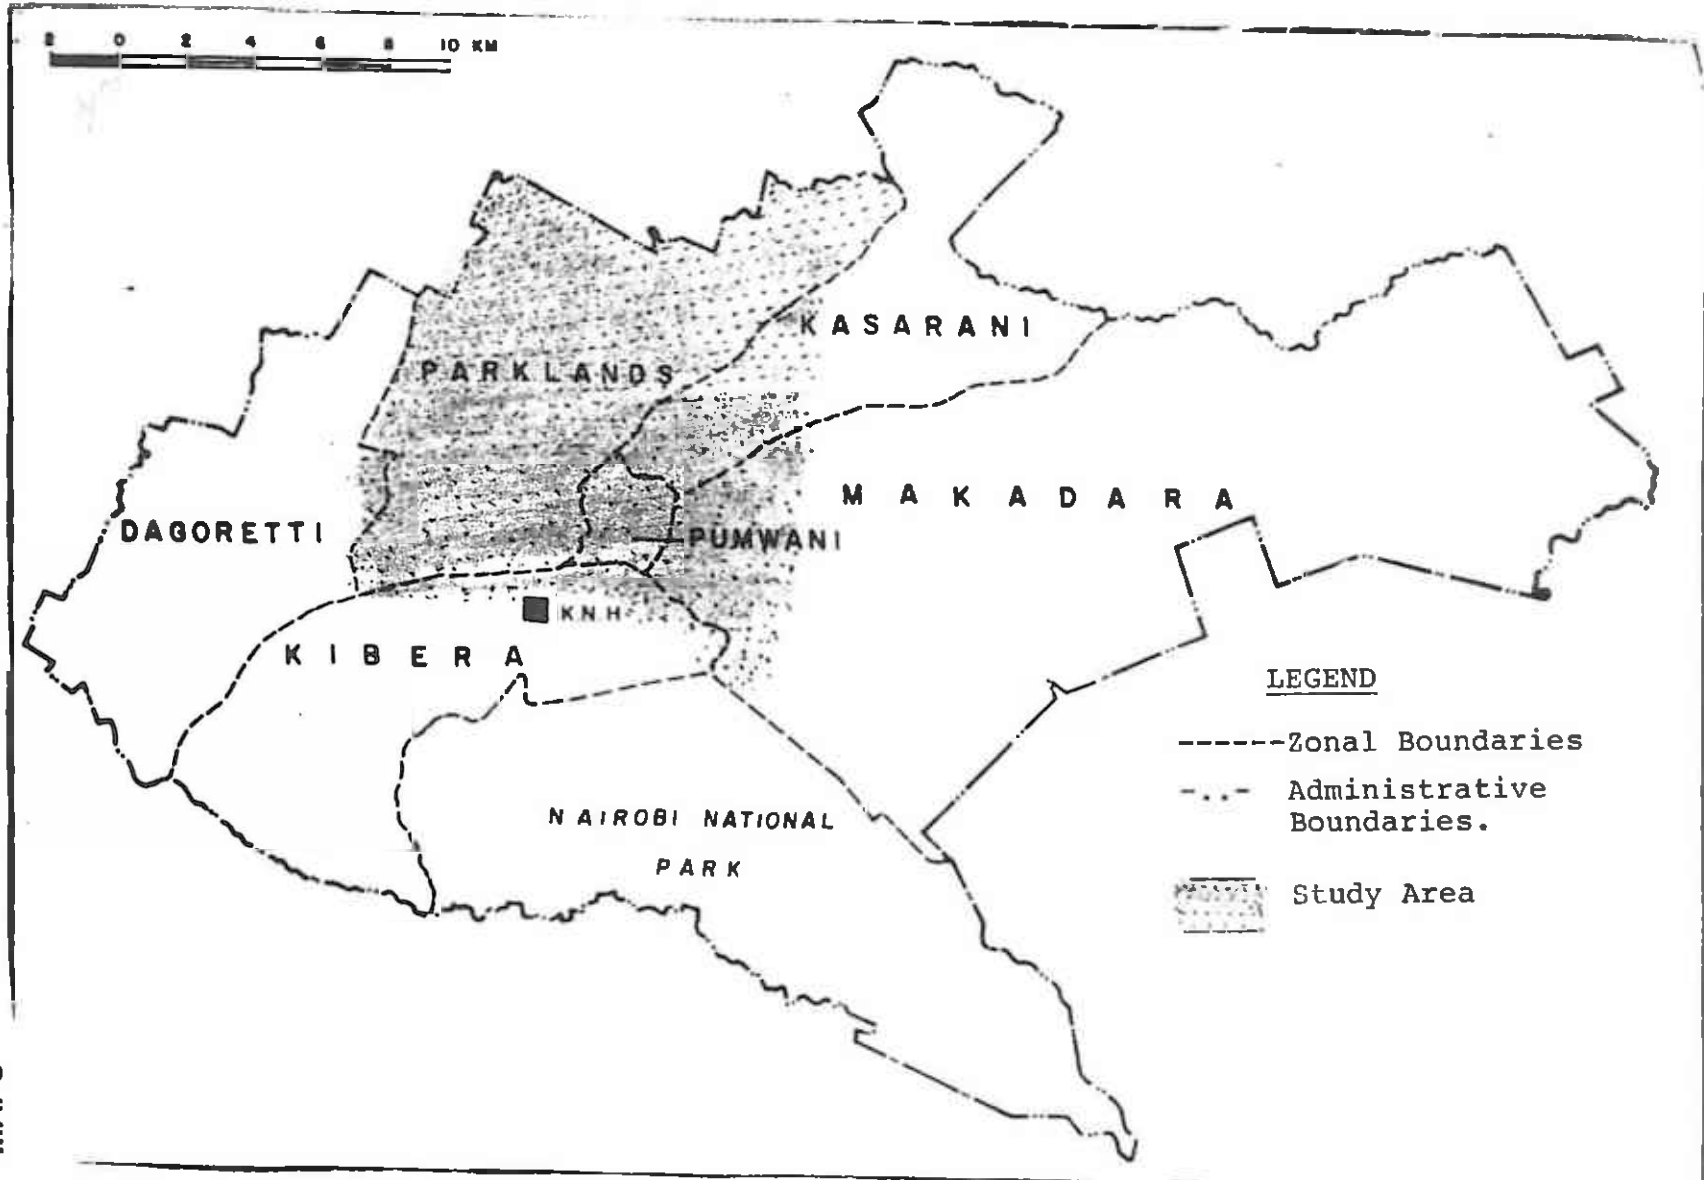 2 0 2 4 6 8 10 KM
KASARANI
PARKLANDS
MAKADARA
DAGORETTI
PUMWANI
KNH
KIBERA
LEGEND
Zonal Boundaries
Administrative
Boundaries.
NAIROBI NATIONAL
PARK
Study Area